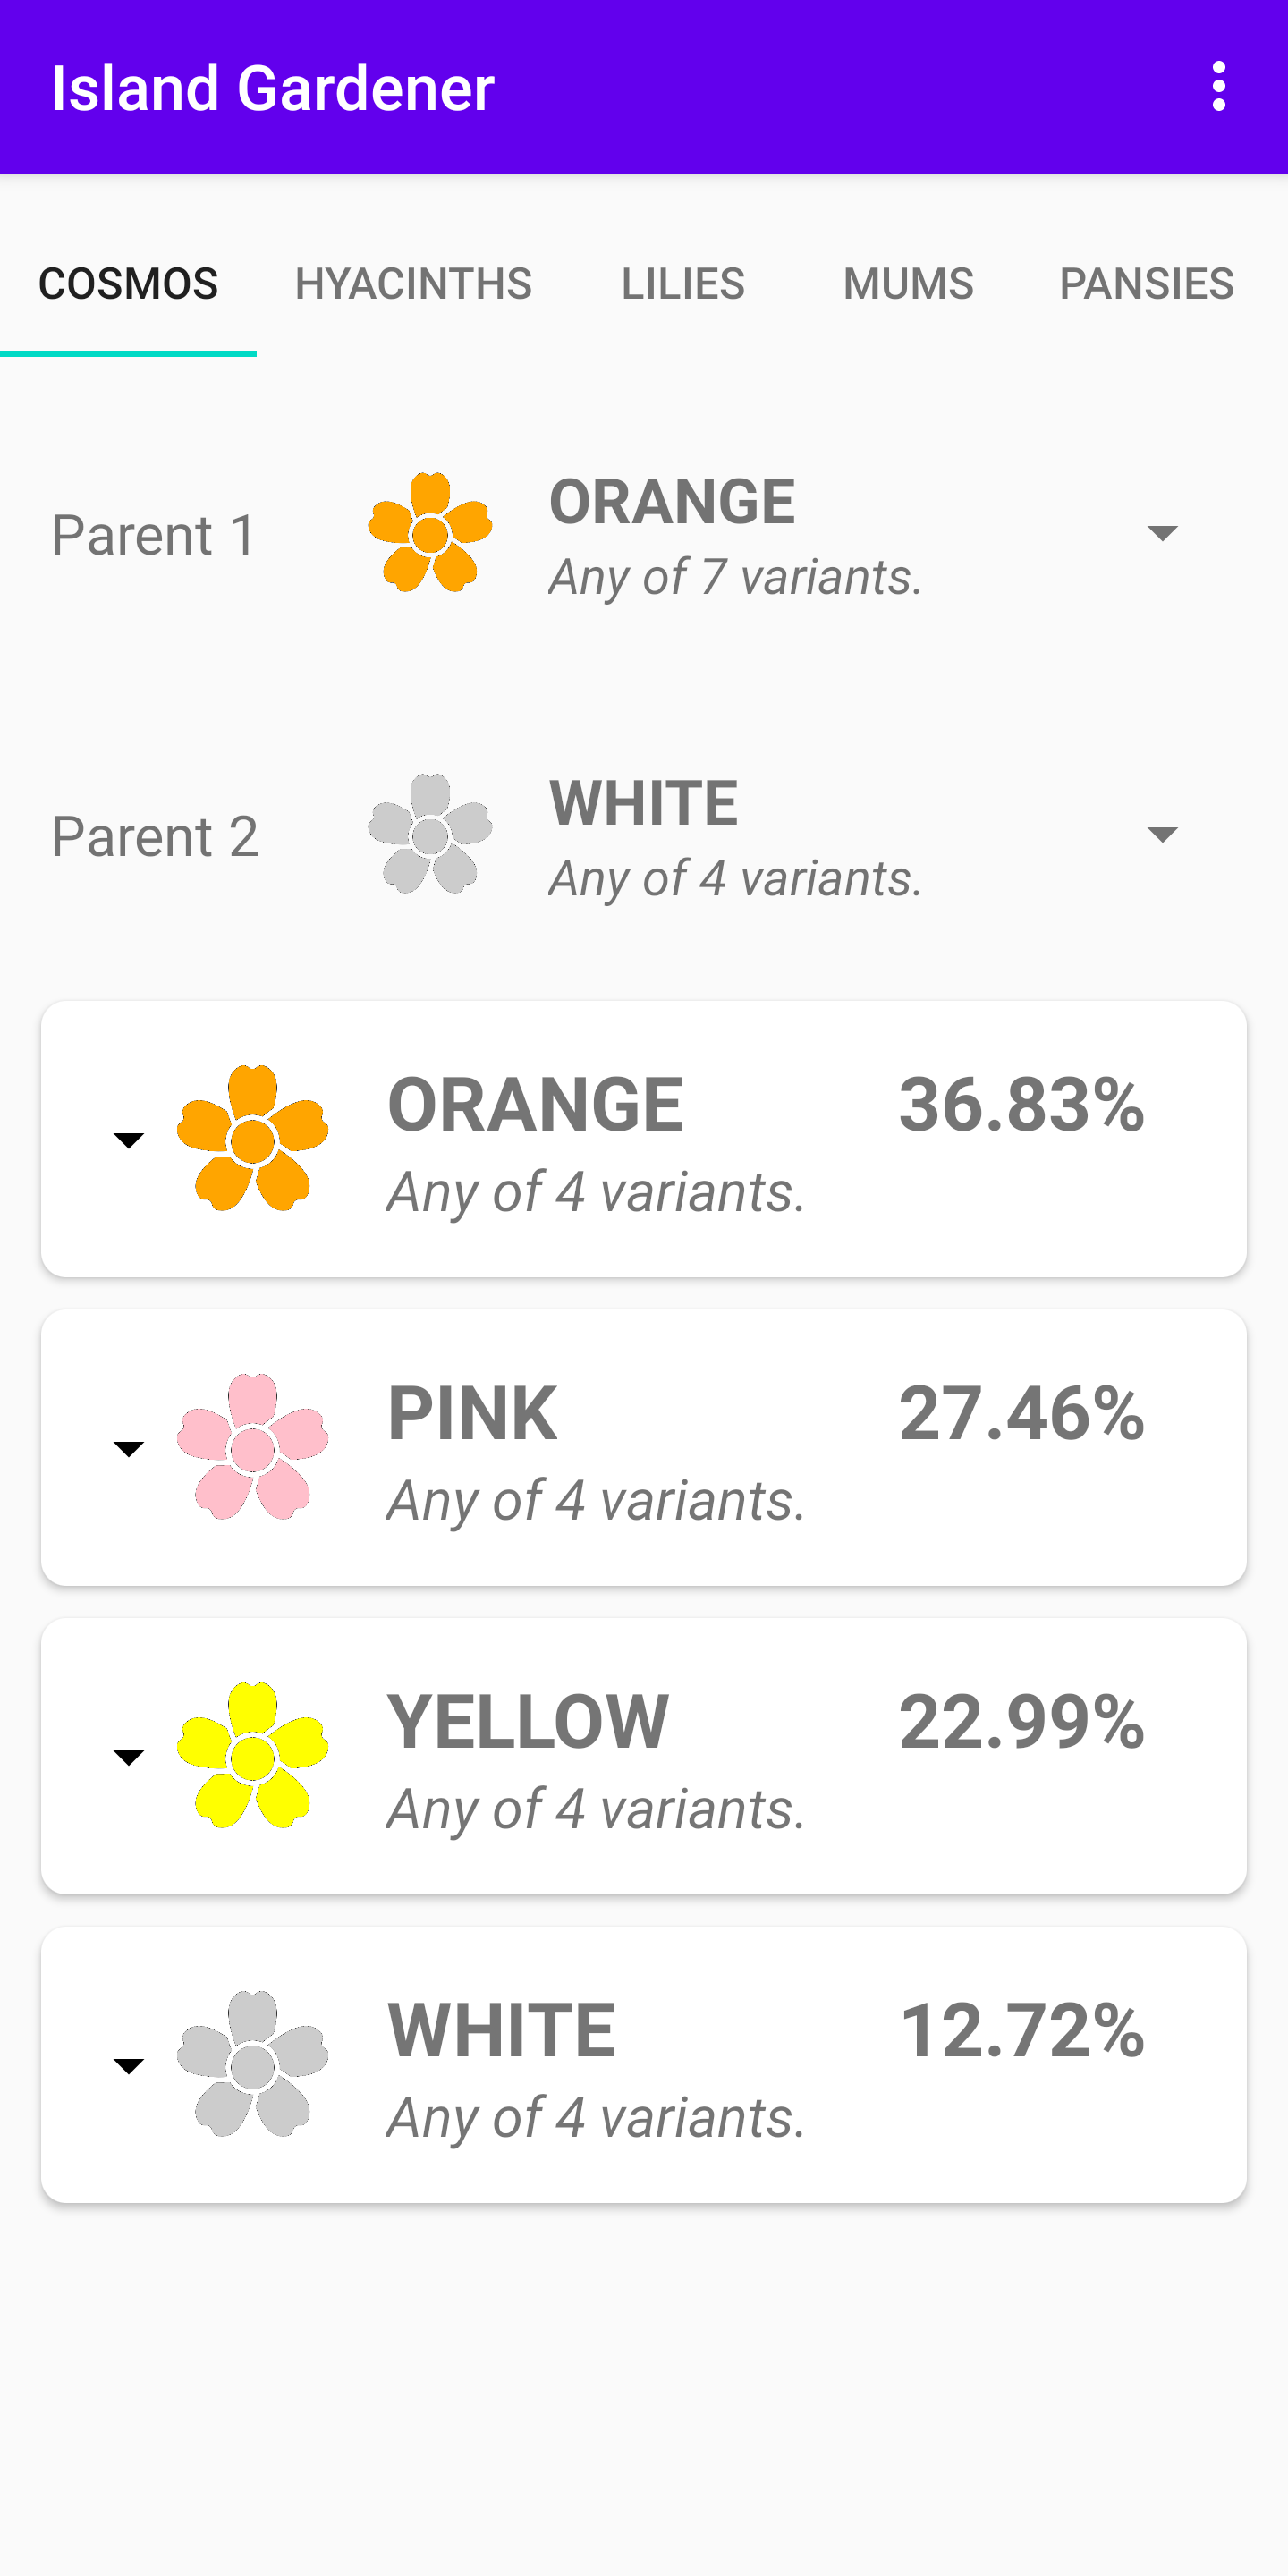 Island Gardener
COSMOS HYACINTHS LILIES MUMS PANSIES
Parent 1
ORANGE
Any of 7 variants.
Parent 2
WHITE
Any of 4 variants.
ORANGE 36.83%
Any of 4 variants.
PINK 27.46%
Any of 4 variants.
YELLOW 22.99%
Any of 4 variants.
WHITE 12.72%
Any of 4 variants.